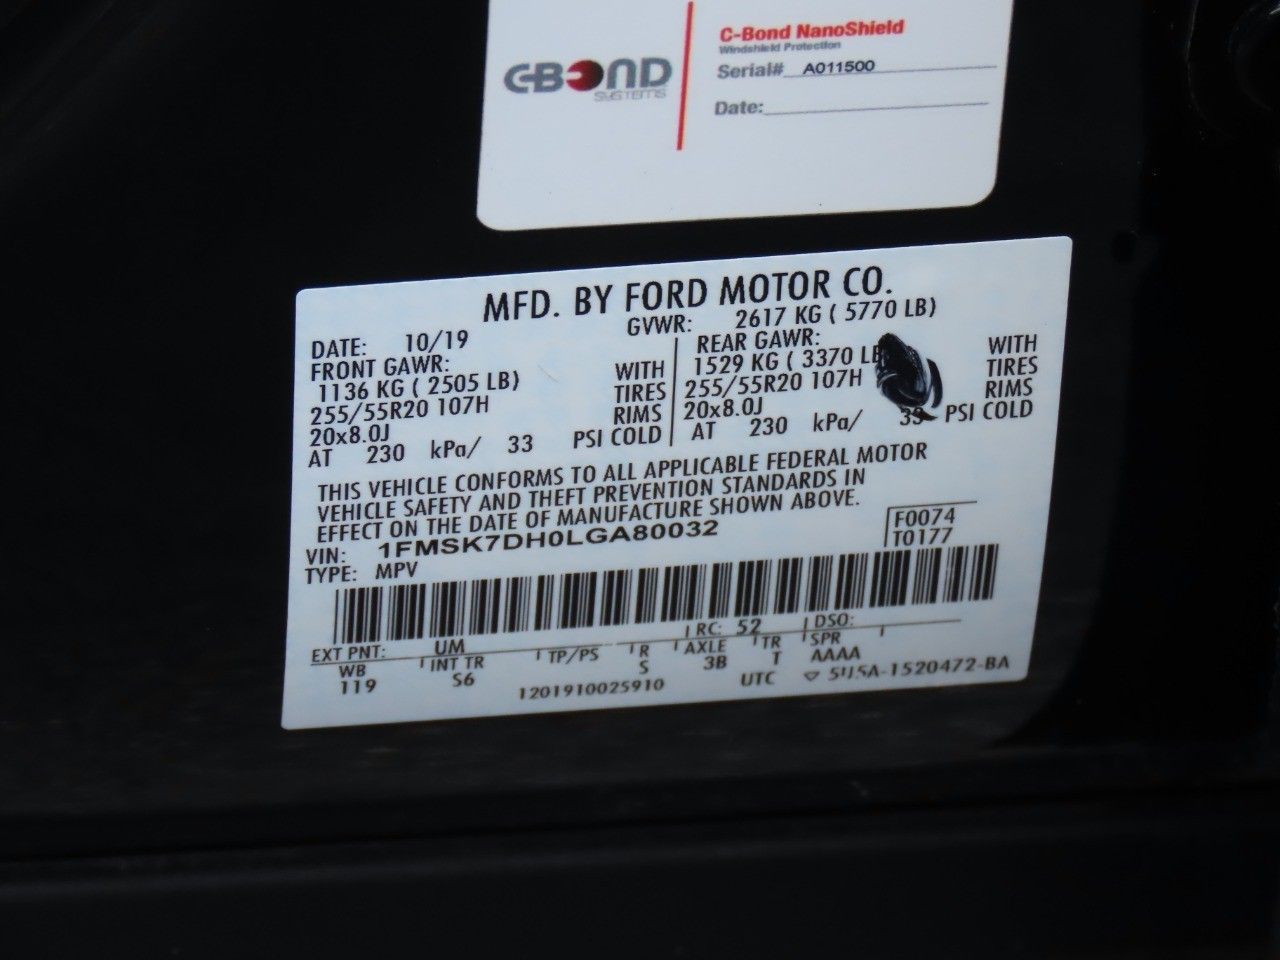 C-BOND
SYSTEMS
C-Bond NanoShield
Windshield Protection
Serial# A011500
Date:
MFD. BY FORD MOTOR CO.
DATE: 10/19
GVWR: 2617 KG ( 5770 LB)
FRONT GAWR:
1136 KG ( 2505 LB) WITH
255/55R20 107H TIRES
20x8.0J RIMS
AT 230 kPa/ 33 PSI COLD
REAR GAWR:
1529 KG ( 3370 LB WITH
255/55R20 107H TIRES
20x8.0J RIMS
AT 230 kPa/ 33 PSI COLD
THIS VEHICLE CONFORMS TO ALL APPLICABLE FEDERAL MOTOR
VEHICLE SAFETY AND THEFT PREVENTION STANDARDS IN
EFFECT ON THE DATE OF MANUFACTURE SHOWN ABOVE.
VIN: 1FMSK7DH0LGA80032
TYPE: MPV
F0074
T0177
EXT PNT: UM RC: 52 DSO:
WB INT TR TP/PS R AXLE TR SPR
119 S6 S 3B T AAAA
1201910025910 UTC 5U5A-1520472-BA